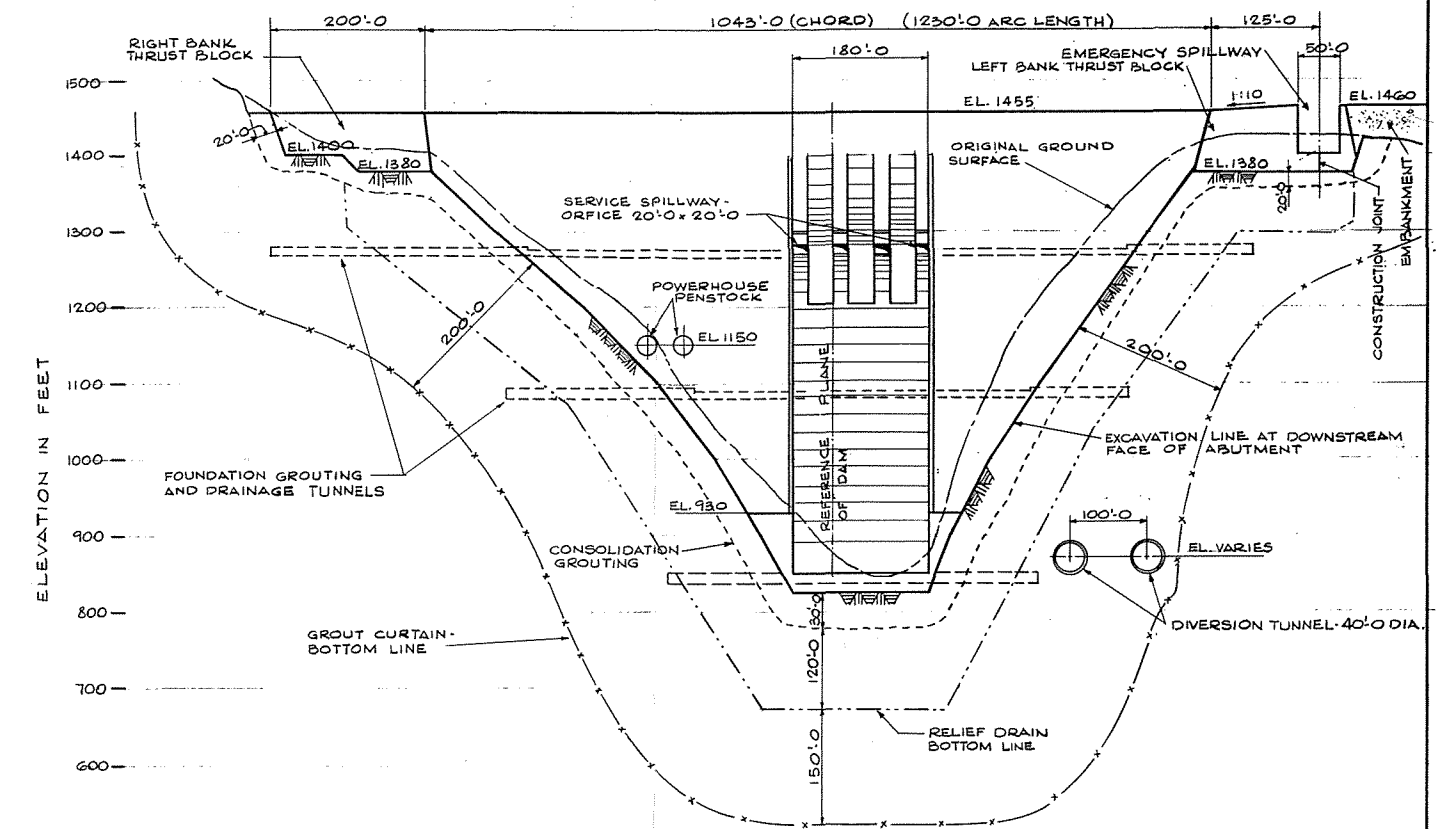 200'-0
1043'-0 (CHORD) (1230'-0 ARC LENGTH)
125'-0
RIGHT BANK
THRUST BLOCK
180'-0
EMERGENCY SPILLWAY
50'-0
LEFT BANK THRUST BLOCK
1500
EL. 1455
1:10
EL. 1460
20'-0
EL.1400
1400
EL.1380
ORIGINAL GROUND
SURFACE
EL.1380
20'-0
SERVICE SPILLWAY-
ORFICE 20'-0 x 20'-0
CONSTRUCTION JOINT
EMBANKMENT
1300
POWERHOUSE
PENSTOCK
1200
200'-0
EL 1150
200'-0
ELEVATION IN FEET
1100
REFERENCE PLANE
OF DAM
EXCAVATION LINE AT DOWNSTREAM
FACE OF ABUTMENT
1000
FOUNDATION GROUTING
AND DRAINAGE TUNNELS
EL. 930
900
100'-0
CONSOLIDATION
GROUTING
EL. VARIES
800
130'-0
DIVERSION TUNNEL-40'-0 DIA.
GROUT CURTAIN-
BOTTOM LINE
120'-0
700
RELIEF DRAIN
BOTTOM LINE
150'-0
600